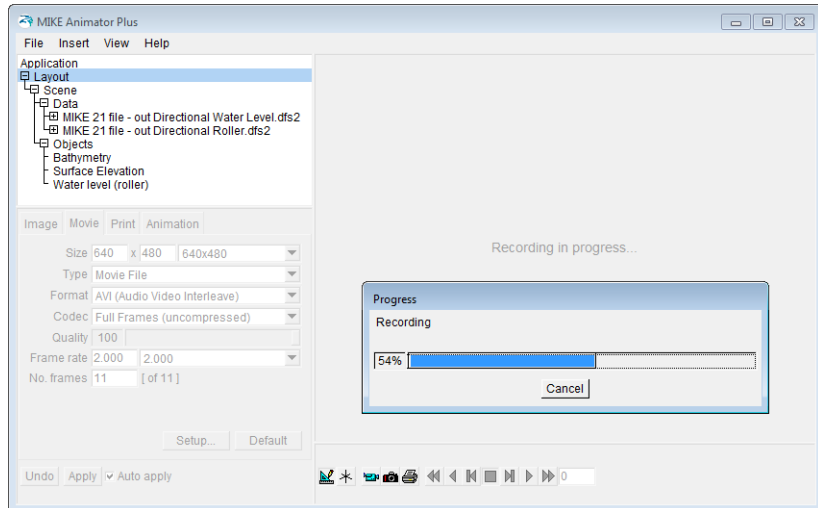 MIKE Animator Plus
File Insert View Help
Application
Layout
Scene
Data
MIKE 21 file - out Directional Water Level.dfs2
MIKE 21 file - out Directional Roller.dfs2
Objects
Bathymetry
Surface Elevation
Water level (roller)
Image Movie Print Animation
Size 640 x 480 640x480
Type Movie File
Format AVI (Audio Video Interleave)
Codec Full Frames (uncompressed)
Quality 100
Frame rate 2.000 2.000
No. frames 11 [ of 11 ]
Setup... Default
Undo Apply Auto apply
Recording in progress...
Progress
Recording
54%
Cancel
0